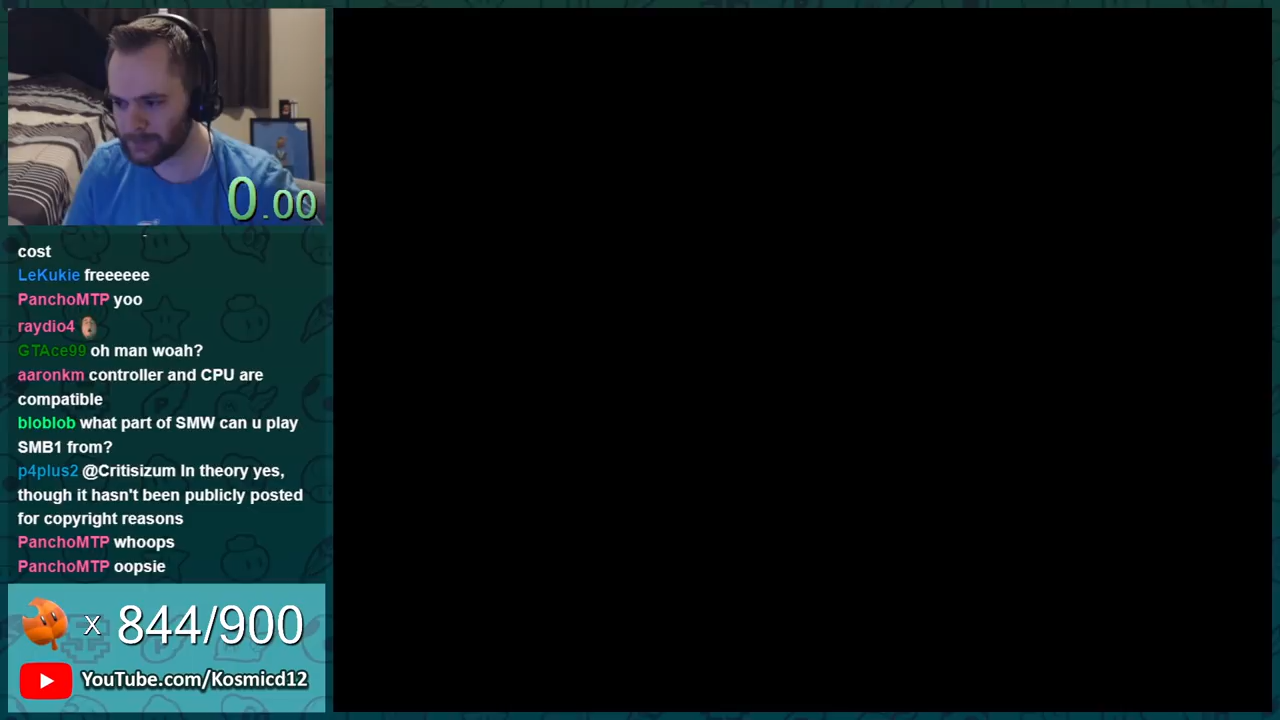 0.00
cost
LeKukie freeeeee
PanchoMTP yoo
raydio4
GTAce99 oh man woah?
aaronkm controller and CPU are
compatible
bloblob what part of SMW can u play
SMB1 from?
p4plus2 @Critisizum In theory yes,
though it hasn't been publicly posted
for copyright reasons
PanchoMTP whoops
PanchoMTP oopsie
x 844/900
YouTube.com/Kosmicd12